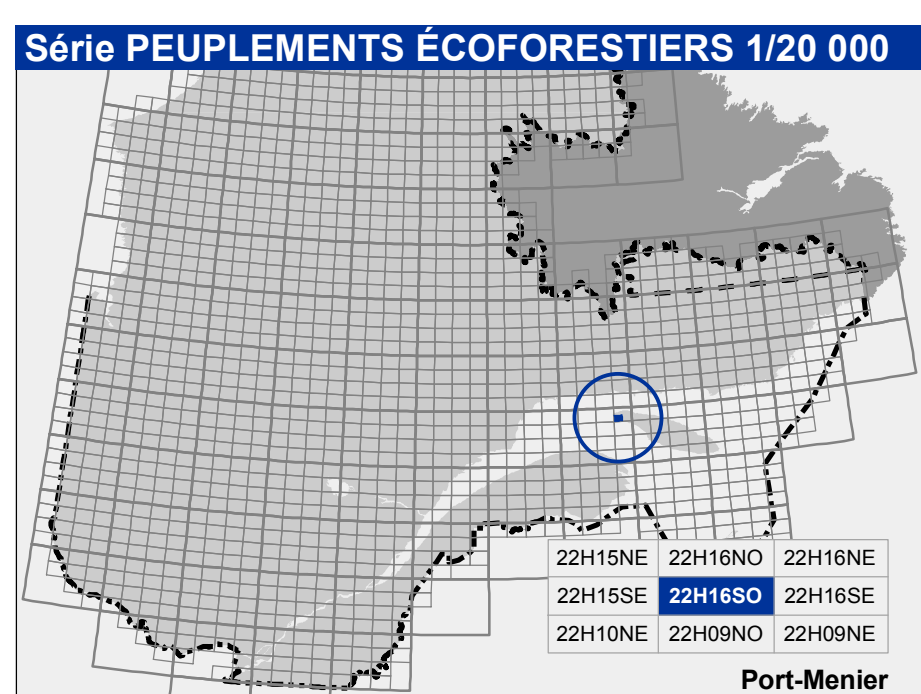 Série PEUPLEMENTS ÉCOFORESTIERS 1/20 000
22H15NE 22H16NO 22H16NE
22H15SE 22H16SO 22H16SE
22H10NE 22H09NO 22H09NE
Port-Menier